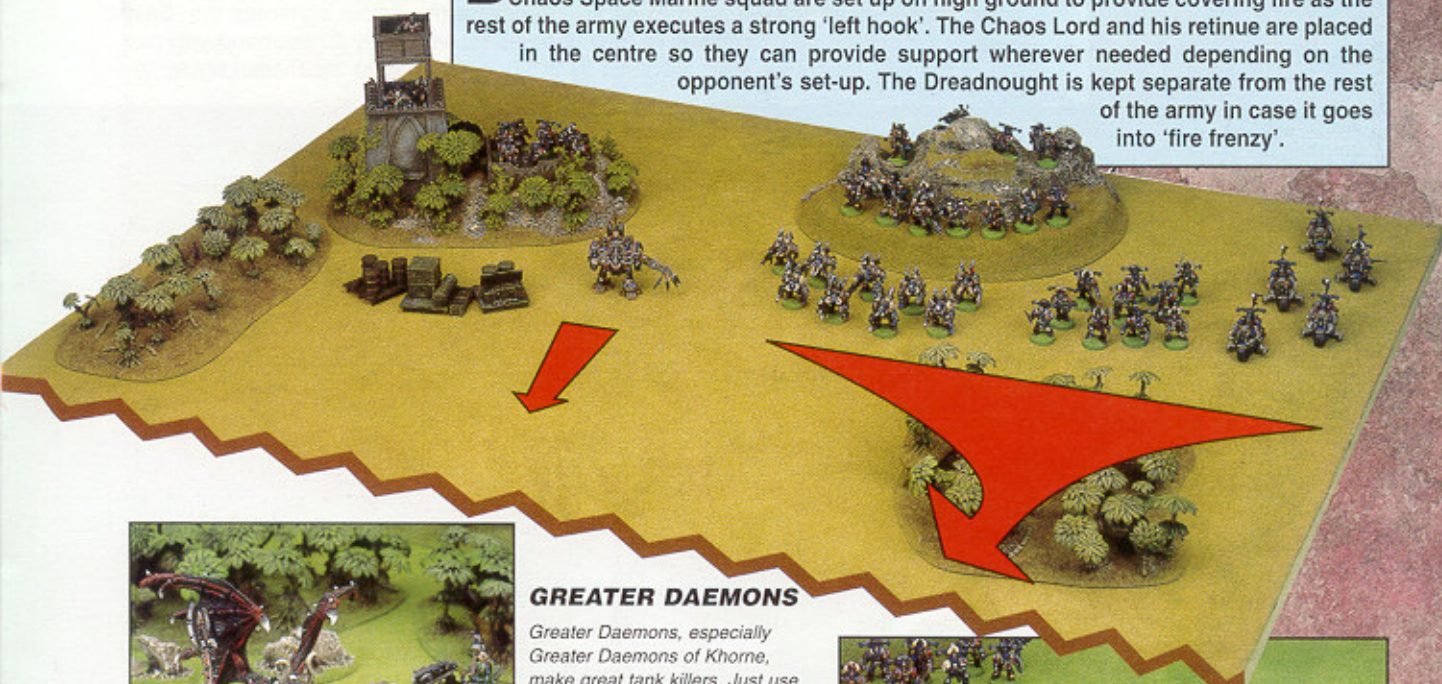 Chaos Space Marine squad are set up on high ground to provide covering fire as the
rest of the army executes a strong ‘left hook’. The Chaos Lord and his retinue are placed
in the centre so they can provide support wherever needed depending on the
opponent’s set-up. The Dreadnought is kept separate from the rest
of the army in case it goes
into ‘fire frenzy’.
GREATER DAEMONS
Greater Daemons, especially
Greater Daemons of Khorne,
make great tank killers. Just use